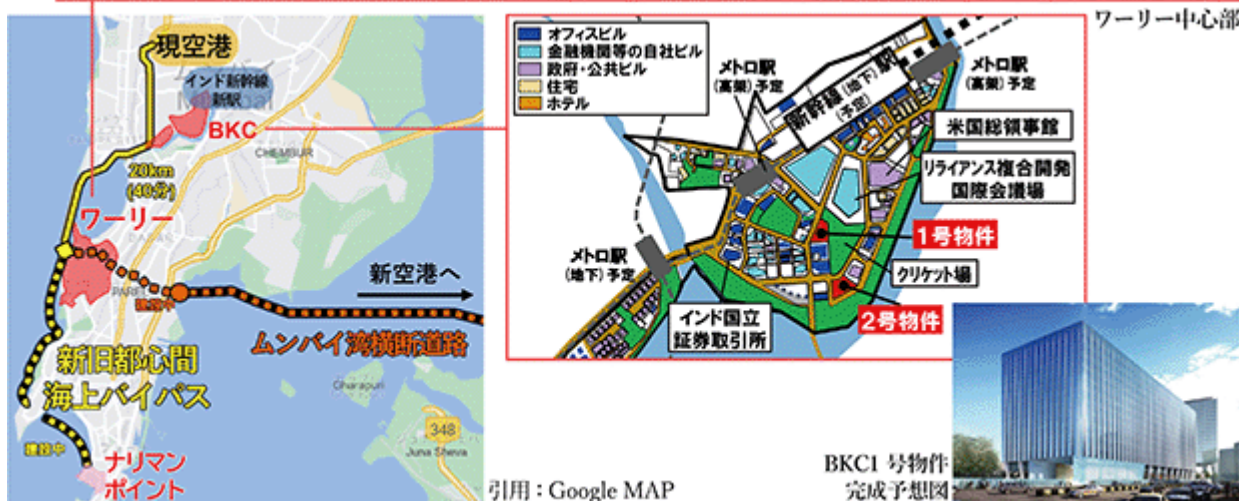 ワーリー中心部
現空港
インド新幹線
新駅
BKC
CHEMBUR
20km
(40分)
ワーリー
DADAR
PAREL
建設中
新空港へ
ムンバイ湾横断道路
新旧都心間
海上バイパス
Gharapuri
348
Juna Sheva
建設中
ナリマン
ポイント
オフィスビル
金融機関等の自社ビル
政府・公共ビル
住宅
ホテル
メトロ駅
(高架)予定
新幹線(地下)駅
(予定)
メトロ駅
(高架)予定
米国総領事館
リライアンス複合開発
国際会議場
1号物件
クリケット場
メトロ駅
(地下)予定
2号物件
インド国立
証券取引所
引用：Google MAP
BKC1 号物件
完成予想図